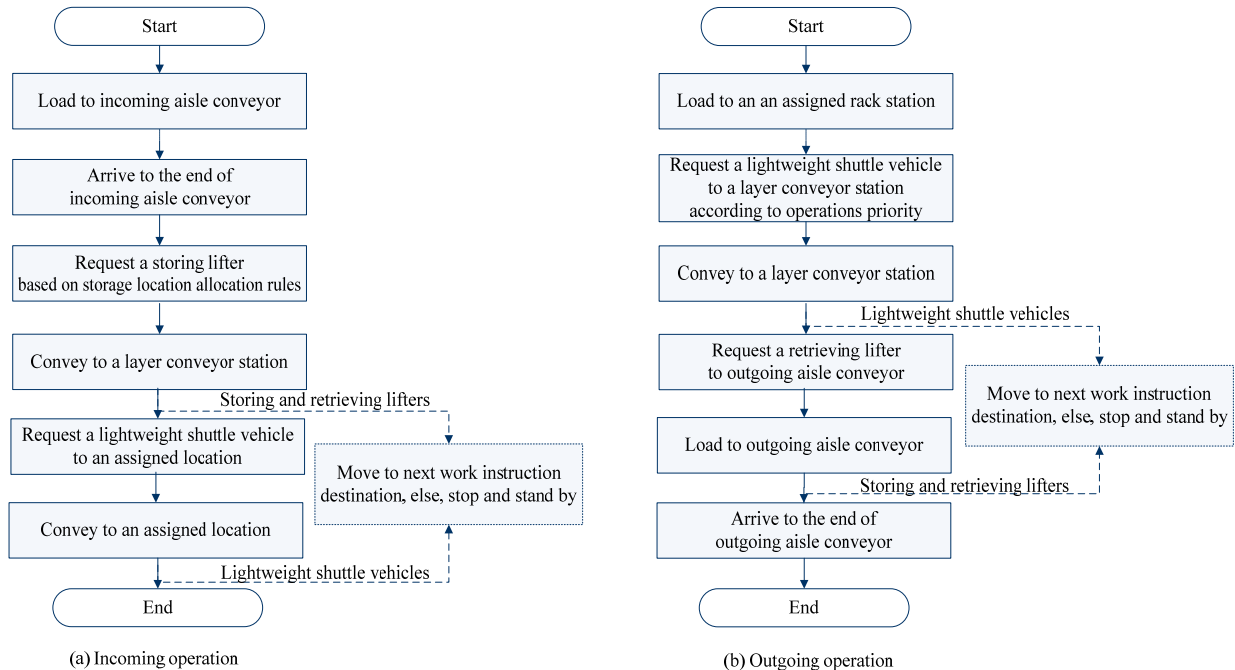 Start
Load to incoming aisle conveyor
Arrive to the end of
incoming aisle conveyor
Request a storing lifter
based on storage location allocation rules
Convey to a layer conveyor station
Storing and retrieving lifters
Request a lightweight shuttle vehicle
to an assigned location
Move to next work instruction
destination, else, stop and stand by
Convey to an assigned location
Lightweight shuttle vehicles
End
(a) Incoming operation
Start
Load to an an assigned rack station
Request a lightweight shuttle vehicle
to a layer conveyor station
according to operations priority
Convey to a layer conveyor station
Lightweight shuttle vehicles
Request a retrieving lifter
to outgoing aisle conveyor
Move to next work instruction
destination, else, stop and stand by
Load to outgoing aisle conveyor
Storing and retrieving lifters
Arrive to the end of
outgoing aisle conveyor
End
(b) Outgoing operation